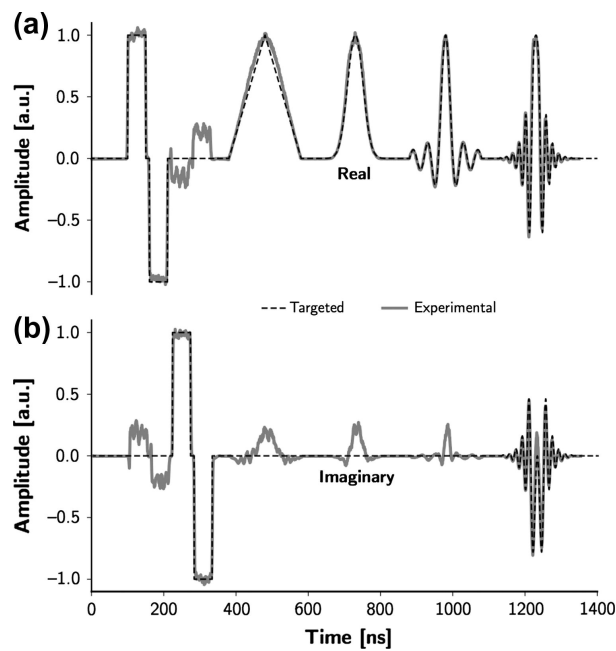 (a)
Amplitude [a.u.]
1.0
0.5
0.0
−0.5
−1.0
Real
Targeted
Experimental
(b)
Amplitude [a.u.]
1.0
0.5
0.0
−0.5
−1.0
Imaginary
0 200 400 600 800 1000 1200 1400
Time [ns]